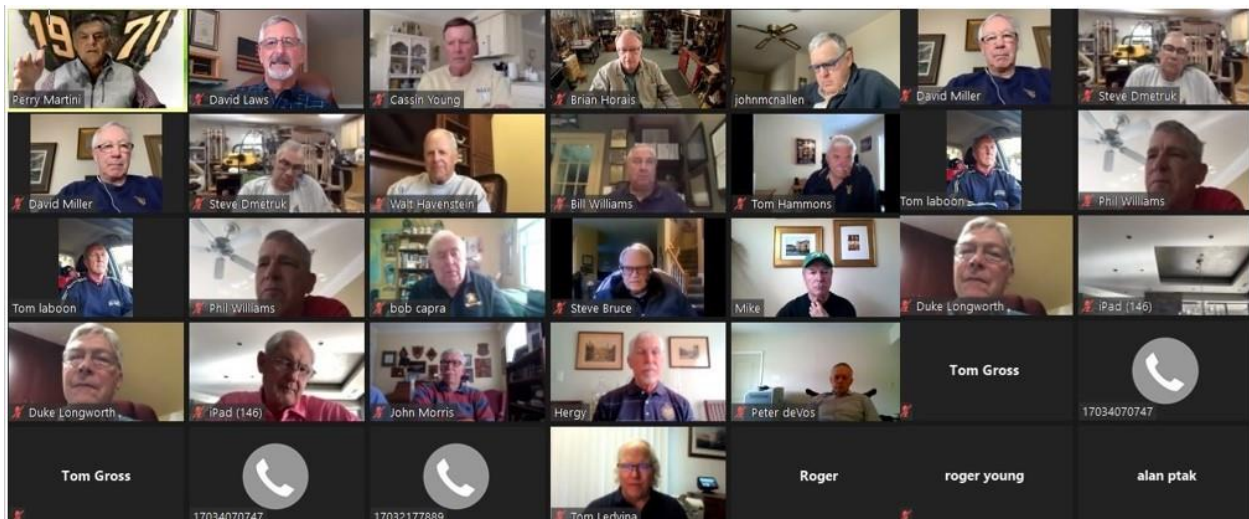 19 71
Perry Martini
David Laws
Cassin Young
Brian Horais
johnmcnallen
David Miller
Steve Dmetruk
David Miller
Steve Dmetruk
Walt Havenstein
Bill Williams
Tom Hammons
Tom laboon
Phil Williams
Tom laboon
Phil Williams
bob capra
Steve Bruce
Mike
Duke Longworth
iPad (146)
Duke Longworth
iPad (146)
John Morris
Hergy
Peter deVos
Tom Gross
17034070747
Tom Gross
17034070747
17032177889
Tom Ledvina
Roger
roger young
alan ptak